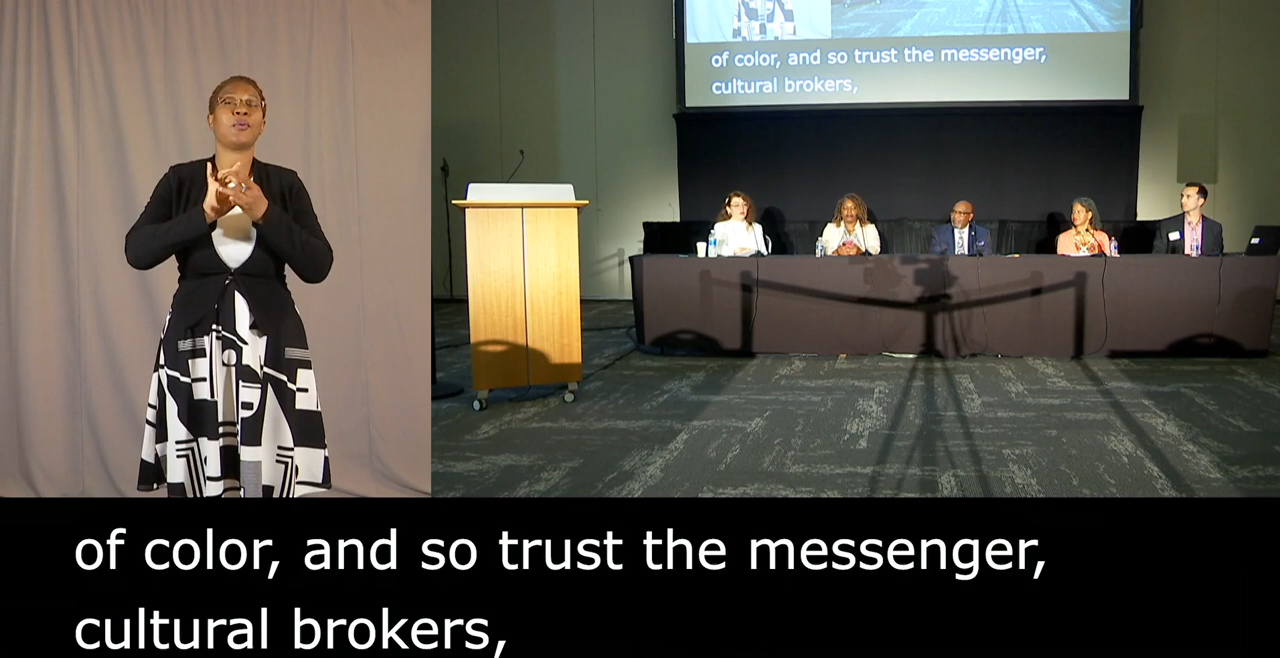 of color, and so trust the messenger,
cultural brokers,
of color, and so trust the messenger,
cultural brokers,